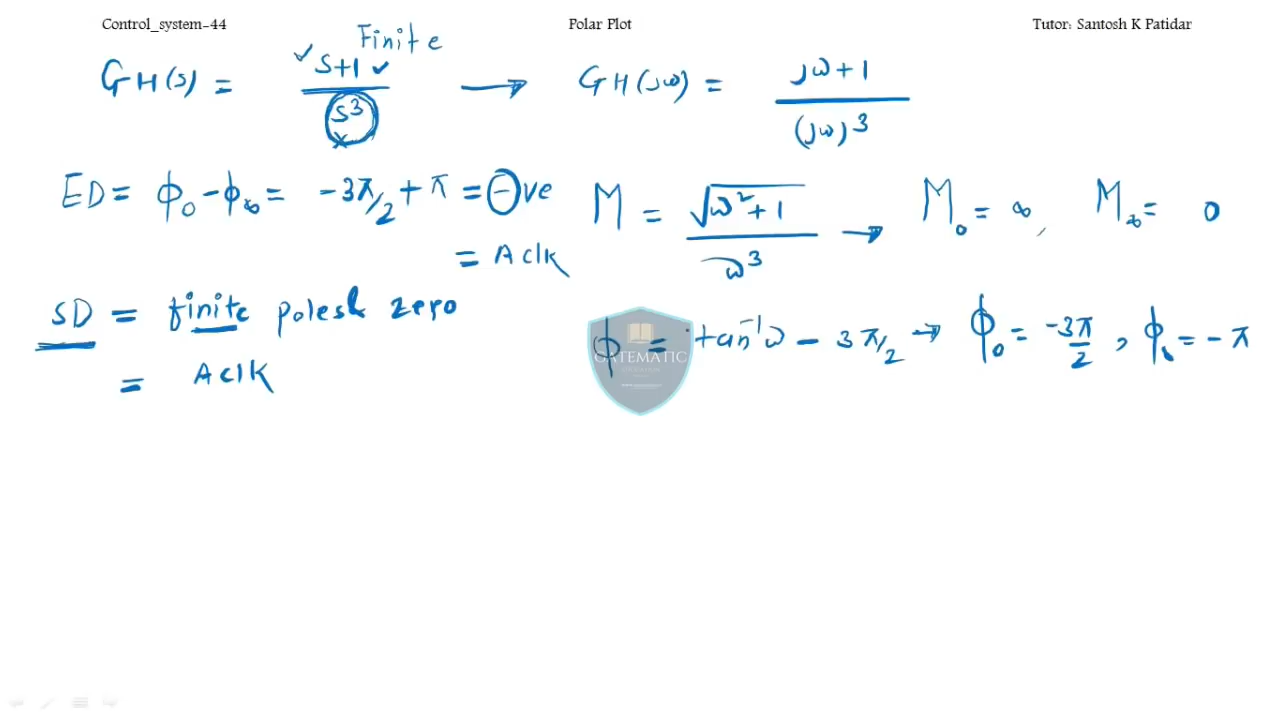 Control_system-44 Polar Plot Tutor: Santosh K Patidar
Finite
GH(s) = s+1 / s³ → GH(jω) = jω+1 / (jω)³
ED = ϕ₀ - ϕ∞ = -3π/2 + π = -ve
= Aclk
M = √ω²+1 / ω³ → M₀ = ∞, M∞ = 0
SD = finite poles & zero
= Aclk
ϕ = tan⁻¹ω - 3π/2 → ϕ₀ = -3π/2, ϕ∞ = -π
GATEMATIC